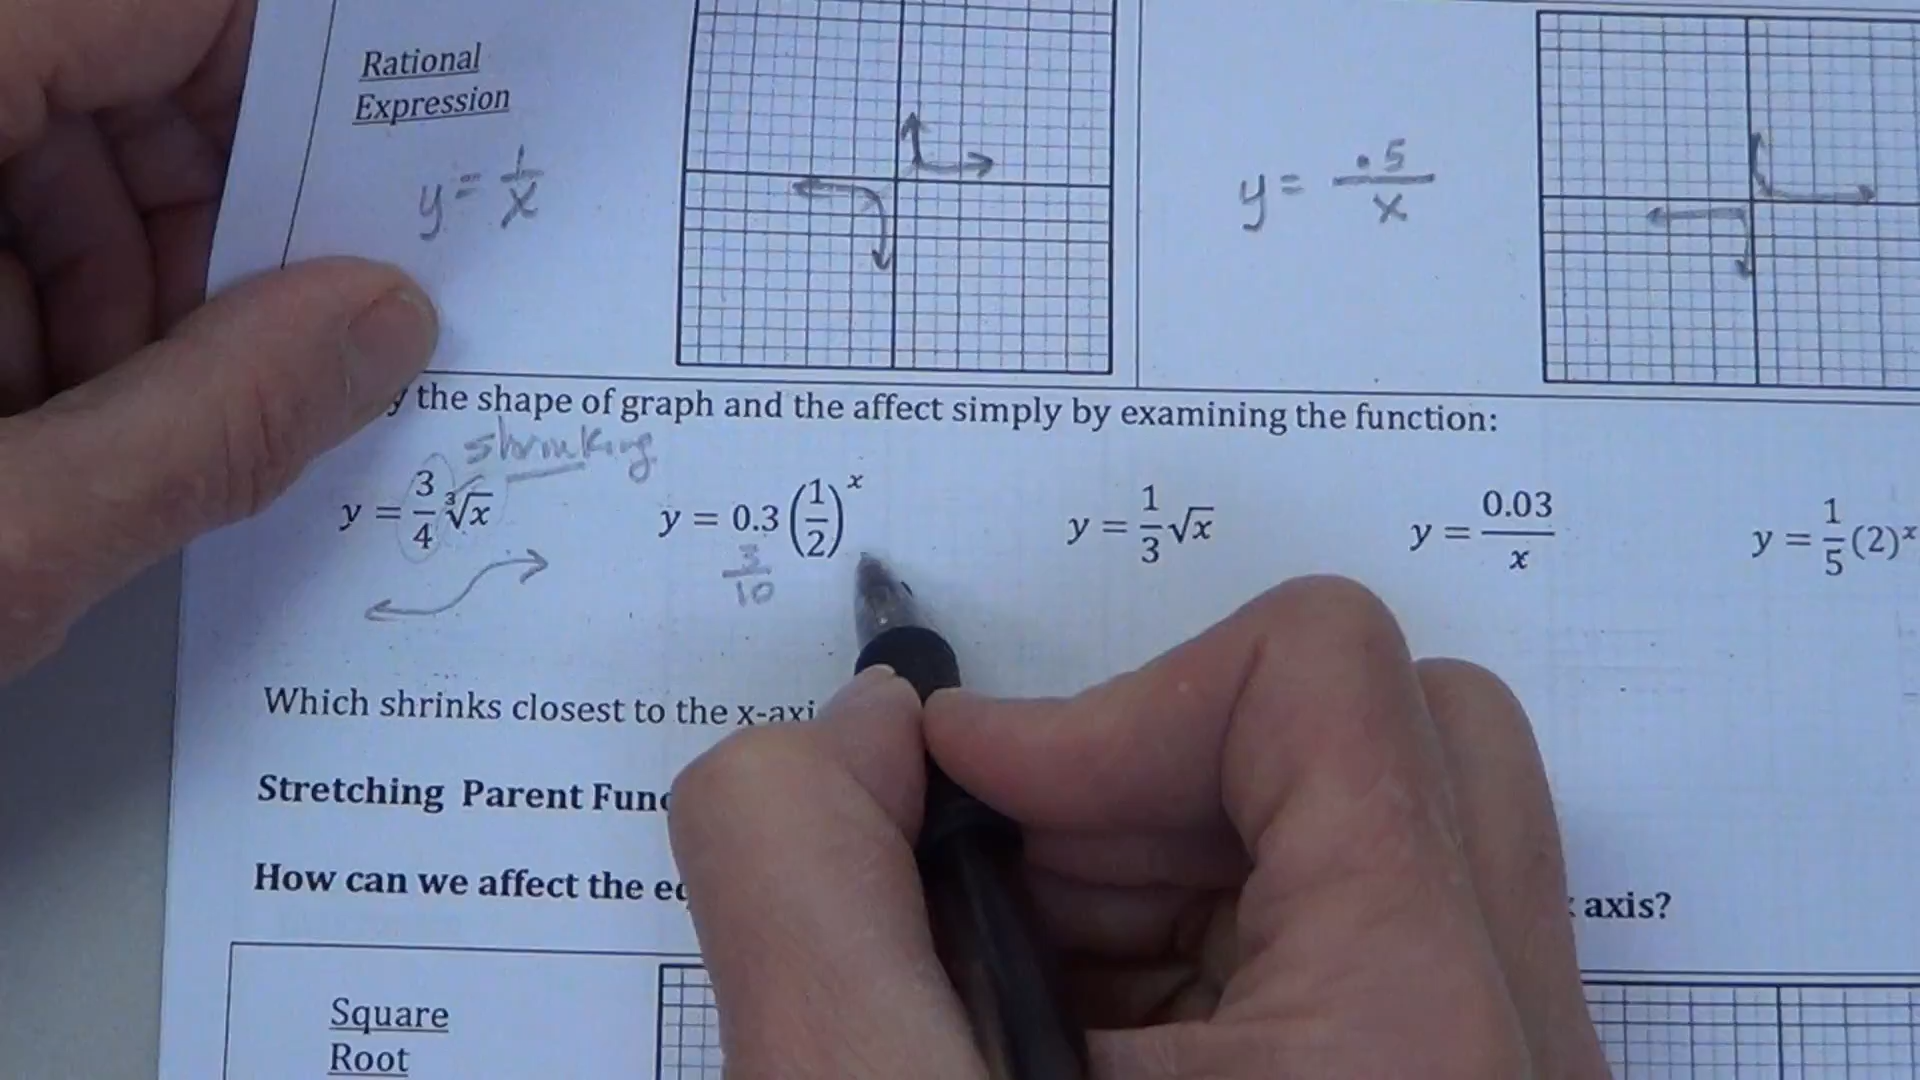 Rational
Expression
y = 1/x
y = .5/x
y the shape of graph and the affect simply by examining the function:
shrinking
y = 3/4 ∛x
y = 0.3 (1/2)^x
y = 1/3 √x
y = 0.03/x
y = 1/5 (2)^x
3/10
Which shrinks closest to the x-axi
Stretching Parent Func
How can we affect the eq axis?
Square
Root